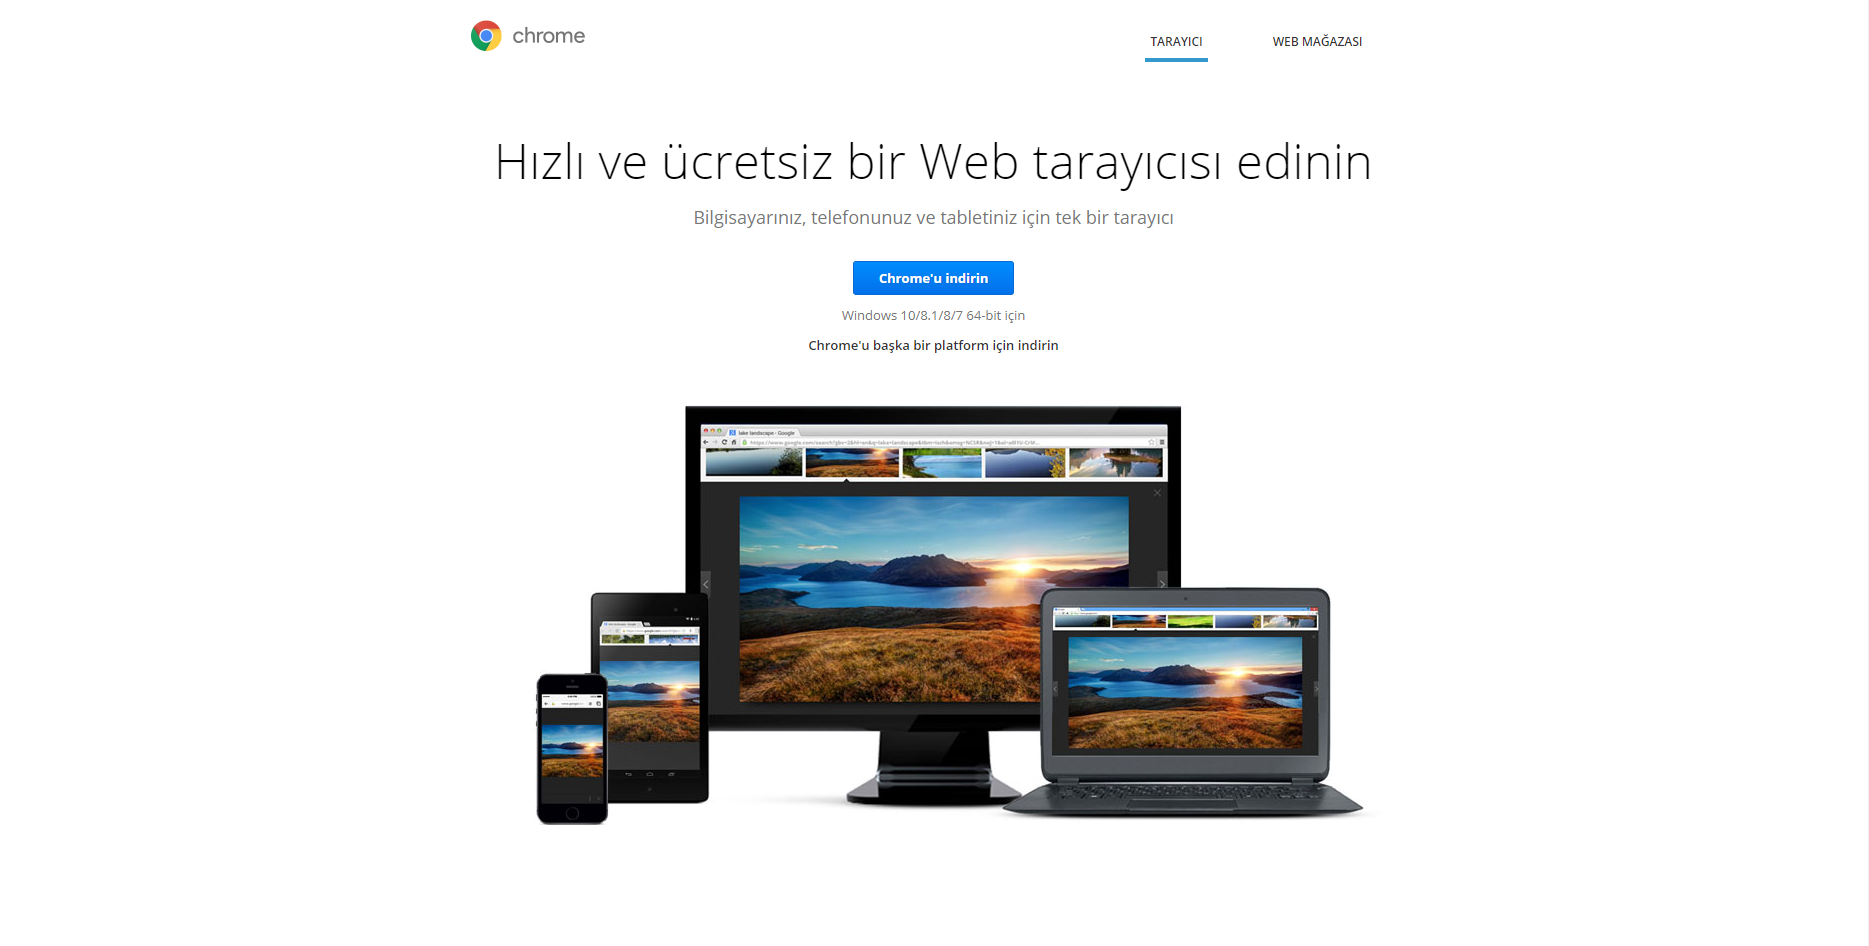 chrome
TARAYICI
WEB MAĞAZASI
Hızlı ve ücretsiz bir Web tarayıcısı edinin
Bilgisayarınız, telefonunuz ve tabletiniz için tek bir tarayıcı
Chrome'u indirin
Windows 10/8.1/8/7 64-bit için
Chrome'u başka bir platform için indirin
lake landscape - Google